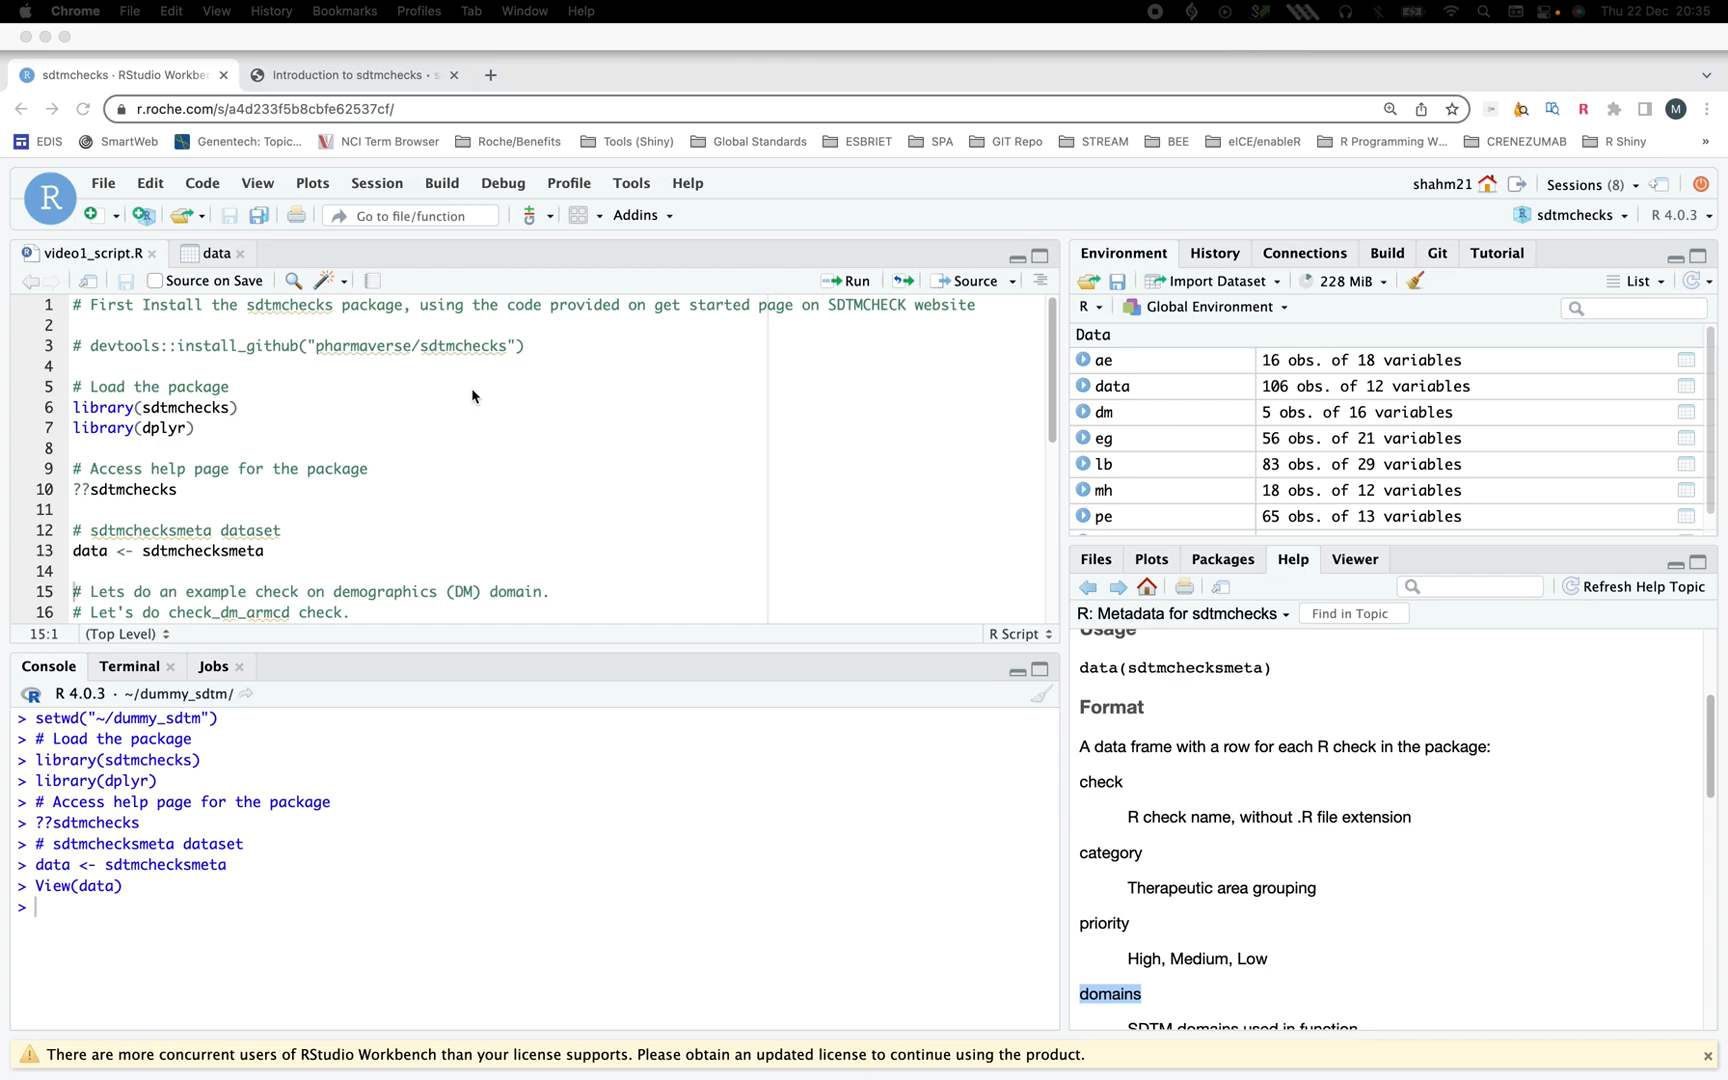 Chrome File Edit View History Bookmarks Profiles Tab Window Help Thu 22 Dec 20:35
sdtmchecks · RStudio Workber Introduction to sdtmchecks · s
r.roche.com/s/a4d233f5b8cbfe62537cf/ R M
EDIS SmartWeb Genentech: Topic... NCI Term Browser Roche/Benefits Tools (Shiny) Global Standards ESBRIET SPA GIT Repo STREAM BEE eICE/enableR R Programming W... CRENEZUMAB R Shiny »
R File Edit Code View Plots Session Build Debug Profile Tools Help shahm21 Sessions (8)
Go to file/function Addins sdtmchecks R 4.0.3
video1_script.R data
Source on Save Run Source
1 # First Install the sdtmchecks package, using the code provided on get started page on SDTMCHECK website
2
3 # devtools::install_github("pharmaverse/sdtmchecks")
4
5 # Load the package
6 library(sdtmchecks)
7 library(dplyr)
8
9 # Access help page for the package
10 ??sdtmchecks
11
12 # sdtmchecksmeta dataset
13 data <- sdtmchecksmeta
14
15 # Lets do an example check on demographics (DM) domain.
16 # Let's do check_dm_armcd check.
15:1 (Top Level) R Script
Console Terminal Jobs
R 4.0.3 · ~/dummy_sdtm/
> setwd("~/dummy_sdtm")
> # Load the package
> library(sdtmchecks)
> library(dplyr)
> # Access help page for the package
> ??sdtmchecks
> # sdtmchecksmeta dataset
> data <- sdtmchecksmeta
> View(data)
>
Environment History Connections Build Git Tutorial
Import Dataset 228 MiB List
R Global Environment
Data
ae 16 obs. of 18 variables
data 106 obs. of 12 variables
dm 5 obs. of 16 variables
eg 56 obs. of 21 variables
lb 83 obs. of 29 variables
mh 18 obs. of 12 variables
pe 65 obs. of 13 variables
Files Plots Packages Help Viewer
Refresh Help Topic
R: Metadata for sdtmchecks Find in Topic
Usage
data(sdtmchecksmeta)
Format
A data frame with a row for each R check in the package:
check
R check name, without .R file extension
category
Therapeutic area grouping
priority
High, Medium, Low
domains
SDTM domains used in function
There are more concurrent users of RStudio Workbench than your license supports. Please obtain an updated license to continue using the product.